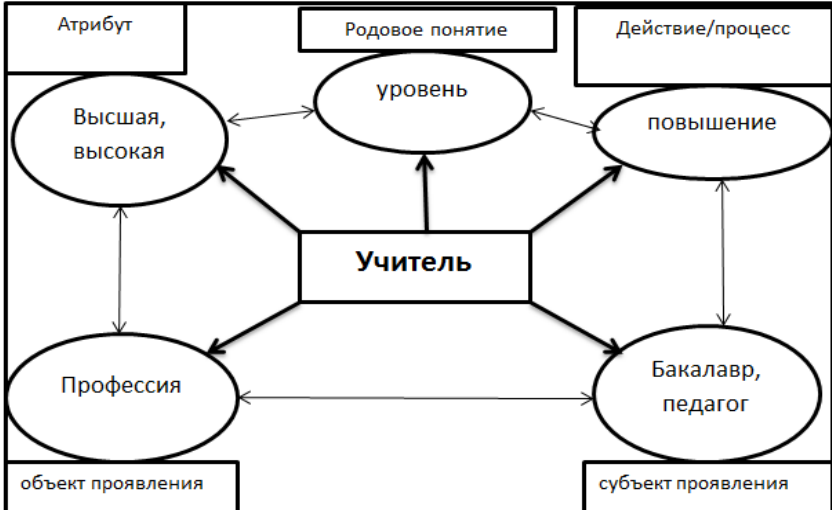 Атрибут
Родовое понятие
Действие/процесс
Высшая,
высокая
уровень
повышение
Учитель
Профессия
Бакалавр,
педагог
объект проявления
субъект проявления